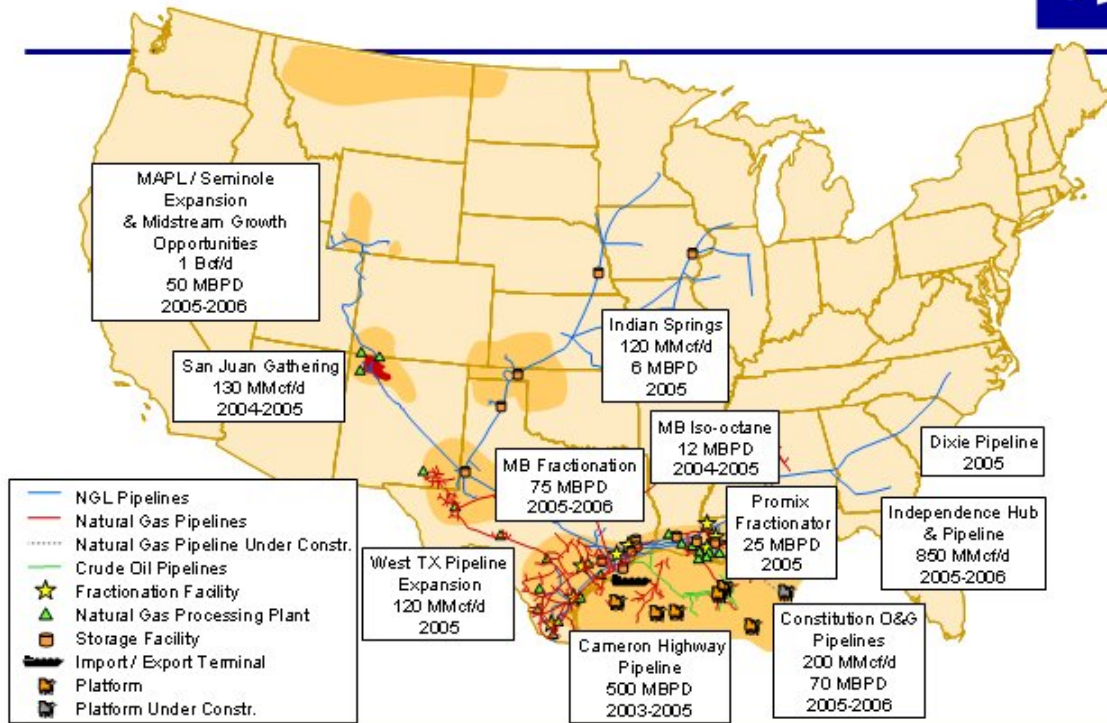 MAPL / Seminole
Expansion
& Midstream Growth
Opportunities
1 Bcf/d
50 MBPD
2005-2006
San Juan Gathering
130 MMcf/d
2004-2005
Indian Springs
120 MMcf/d
6 MBPD
2005
MB Iso-octane
12 MBPD
2004-2005
Dixie Pipeline
2005
MB Fractionation
75 MBPD
2005-2006
Promix
Fractionator
25 MBPD
2005
Independence Hub
& Pipeline
850 MMcf/d
2005-2006
West TX Pipeline
Expansion
120 MMcf/d
2005
Cameron Highway
Pipeline
500 MBPD
2003-2005
Constitution O&G
Pipelines
200 MMcf/d
70 MBPD
2005-2006
NGL Pipelines
Natural Gas Pipelines
Natural Gas Pipeline Under Constr.
Crude Oil Pipelines
Fractionation Facility
Natural Gas Processing Plant
Storage Facility
Import / Export Terminal
Platform
Platform Under Constr.